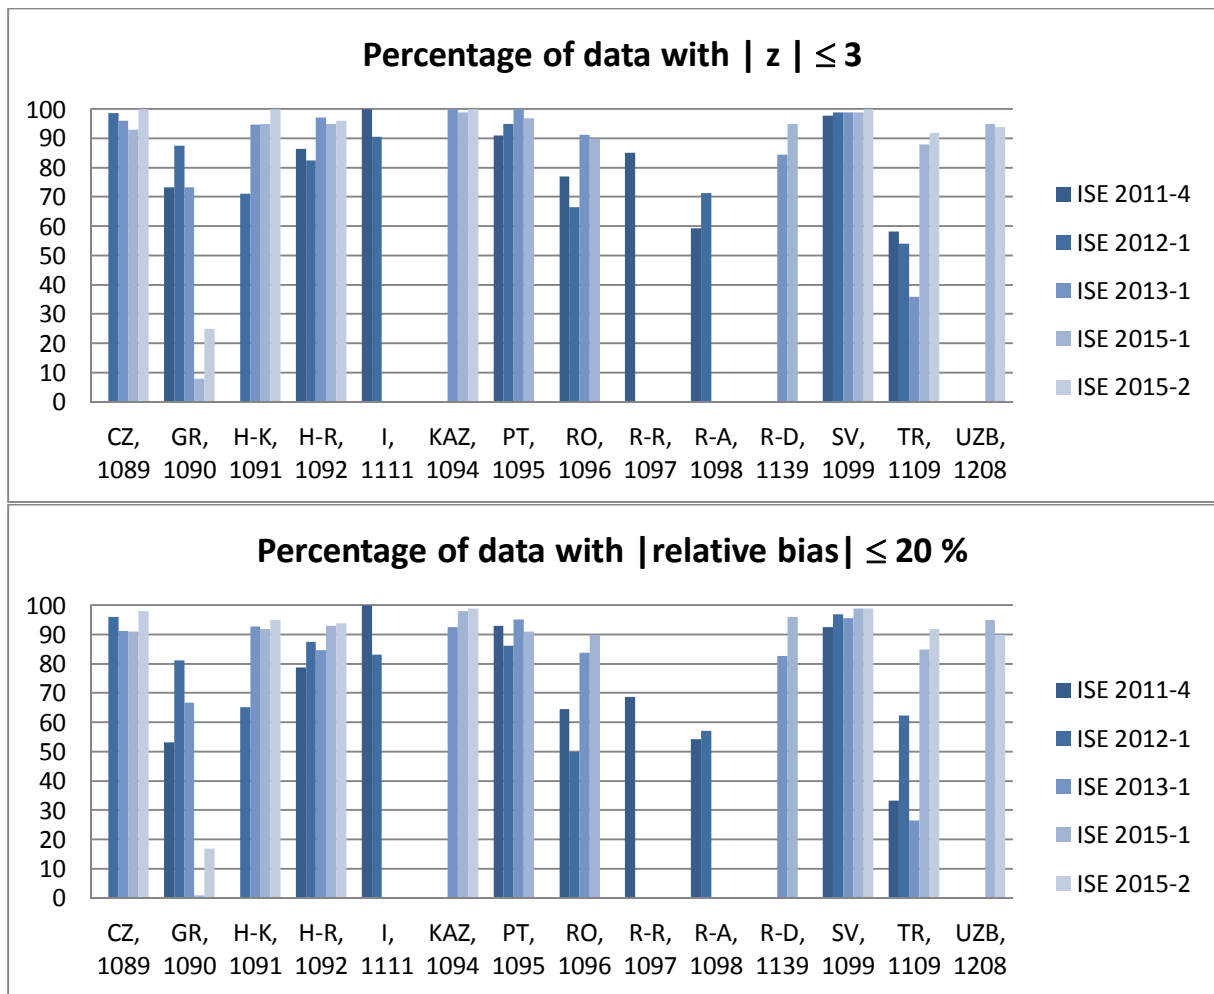 Percentage of data with | z | ≤ 3
100
90
80
70
60
50
40
30
20
10
0
CZ, GR, H-K, H-R, I, KAZ, PT, RO, R-R, R-A, R-D, SV, TR, UZB,
1089 1090 1091 1092 1111 1094 1095 1096 1097 1098 1139 1099 1109 1208
ISE 2011-4
ISE 2012-1
ISE 2013-1
ISE 2015-1
ISE 2015-2
Percentage of data with |relative bias| ≤ 20 %
100
90
80
70
60
50
40
30
20
10
0
CZ, GR, H-K, H-R, I, KAZ, PT, RO, R-R, R-A, R-D, SV, TR, UZB,
1089 1090 1091 1092 1111 1094 1095 1096 1097 1098 1139 1099 1109 1208
ISE 2011-4
ISE 2012-1
ISE 2013-1
ISE 2015-1
ISE 2015-2